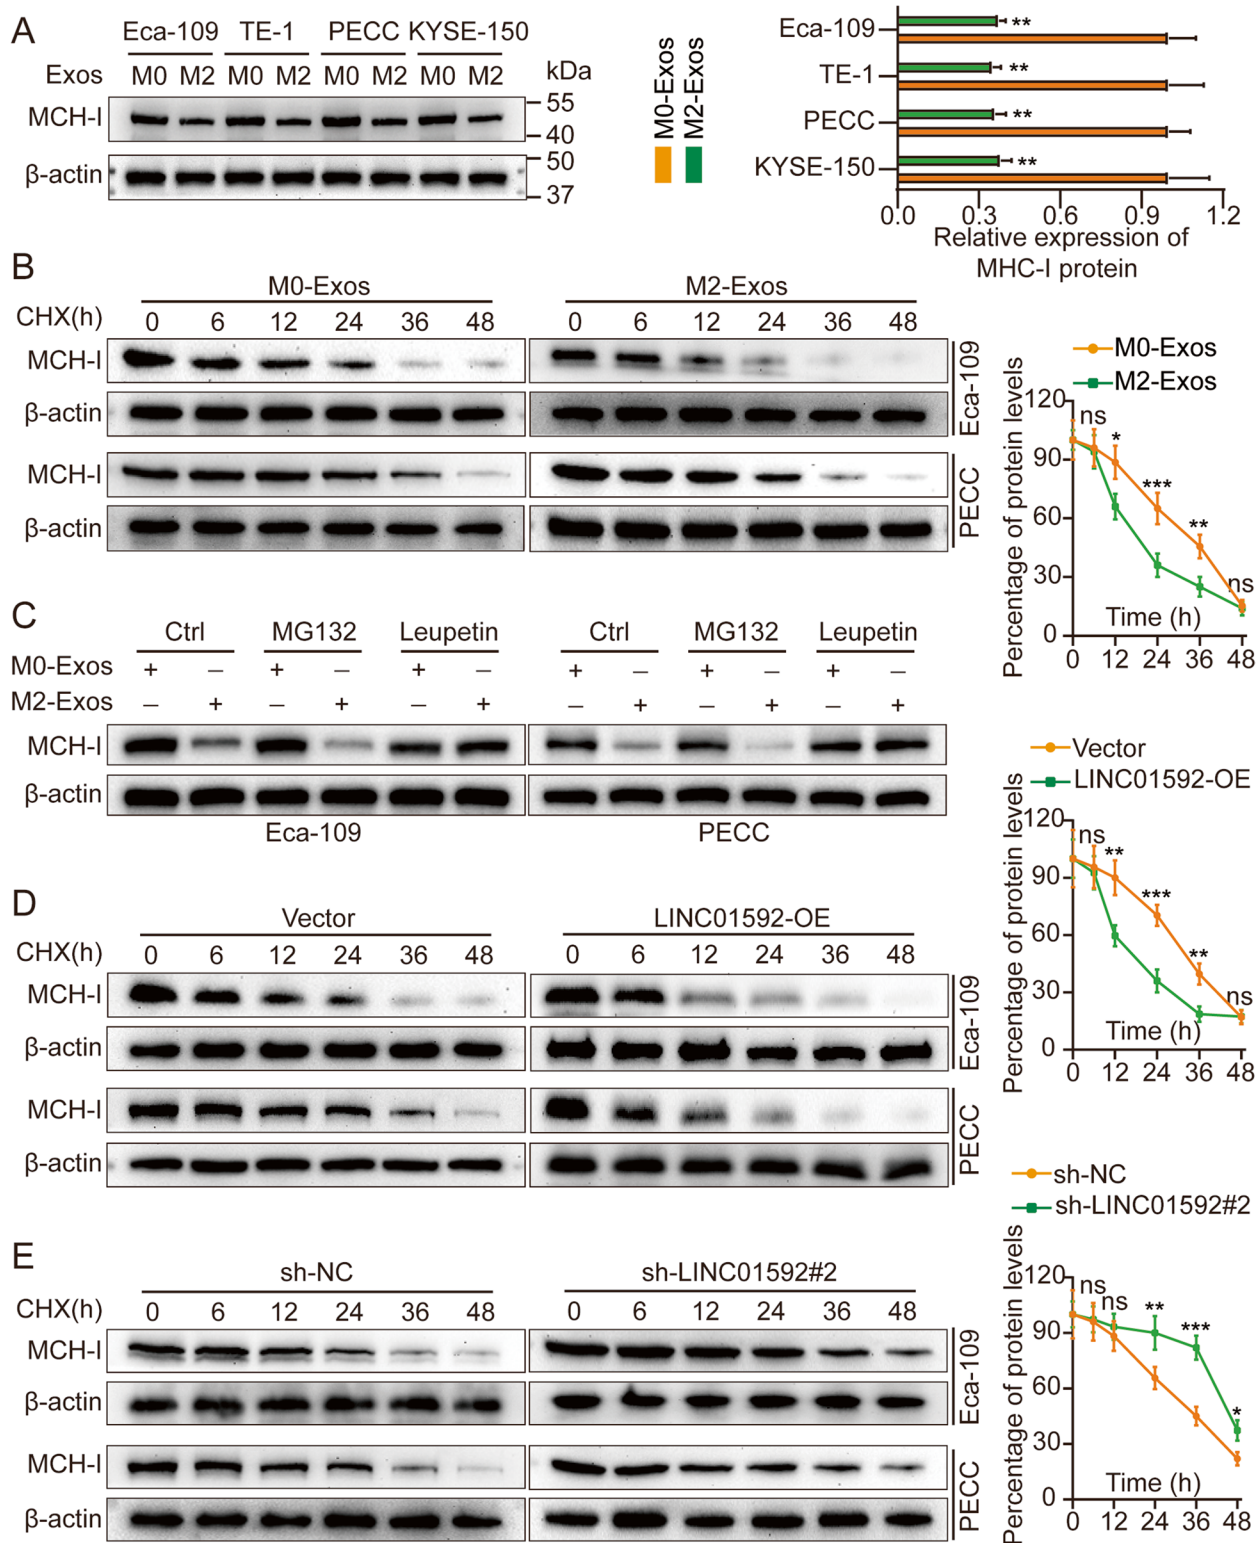 A
Eca-109 TE-1 PECC KYSE-150
Exos M0 M2 M0 M2 M0 M2 M0 M2 kDa
MCH-I
55
40
β-actin
50
37
M0-Exos
M2-Exos
Eca-109 **
TE-1 **
PECC **
KYSE-150 **
0.0 0.3 0.6 0.9 1.2
Relative expression of
MHC-I protein
B
M0-Exos M2-Exos
CHX(h) 0 6 12 24 36 48 0 6 12 24 36 48
MCH-I
β-actin
Eca-109
MCH-I
β-actin
PECC
M0-Exos
M2-Exos
Percentage of protein levels
120
90
60
30
0
ns * *** ** ns
Time (h)
0 12 24 36 48
C
Ctrl MG132 Leupetin Ctrl MG132 Leupetin
M0-Exos + − + − + − + − + − + −
M2-Exos − + − + − + − + − + − +
MCH-I
β-actin
Eca-109 PECC
Vector
LINC01592-OE
Percentage of protein levels
120
90
60
30
0
ns ** *** ** ns
Time (h)
0 12 24 36 48
D
Vector LINC01592-OE
CHX(h) 0 6 12 24 36 48 0 6 12 24 36 48
MCH-I
β-actin
Eca-109
MCH-I
β-actin
PECC
sh-NC
sh-LINC01592#2
Percentage of protein levels
120
90
60
30
0
ns ns ** *** *
Time (h)
0 12 24 36 48
E
sh-NC sh-LINC01592#2
CHX(h) 0 6 12 24 36 48 0 6 12 24 36 48
MCH-I
β-actin
Eca-109
MCH-I
β-actin
PECC